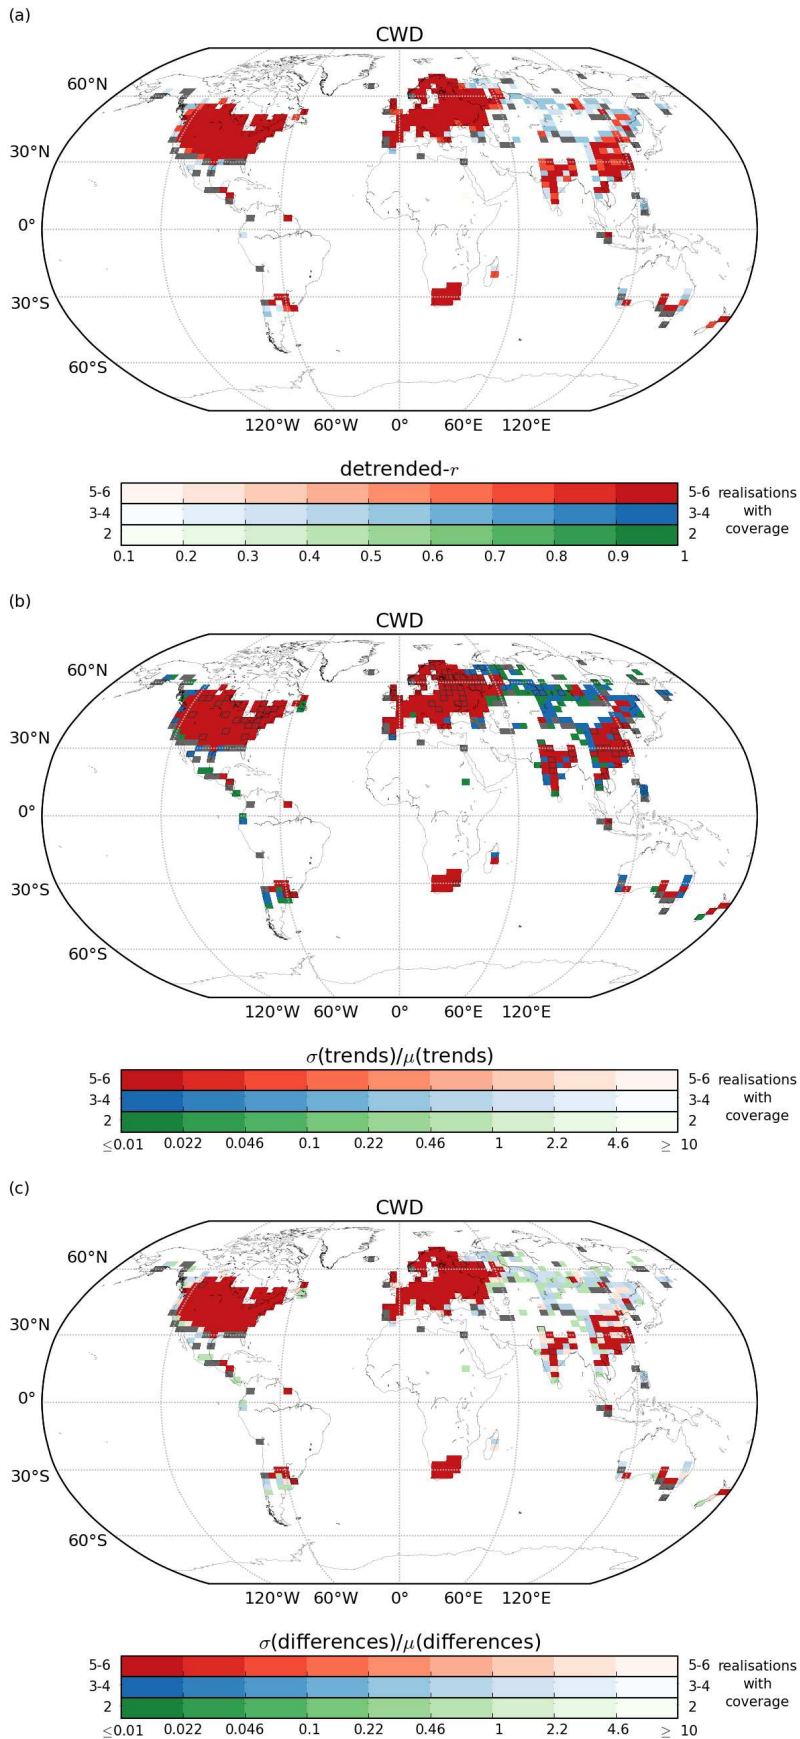 (a)
CWD
60°N
30°N
0°
30°S
60°S
120°W 60°W 0° 60°E 120°E
detrended-r
5-6 5-6 realisations
3-4 3-4 with
2 2 coverage
0.1 0.2 0.3 0.4 0.5 0.6 0.7 0.8 0.9 1
(b)
CWD
60°N
30°N
0°
30°S
60°S
120°W 60°W 0° 60°E 120°E
σ(trends)/μ(trends)
5-6 5-6 realisations
3-4 3-4 with
2 2 coverage
≤0.01 0.022 0.046 0.1 0.22 0.46 1 2.2 4.6 ≥ 10
(c)
CWD
60°N
30°N
0°
30°S
60°S
120°W 60°W 0° 60°E 120°E
σ(differences)/μ(differences)
5-6 5-6 realisations
3-4 3-4 with
2 2 coverage
≤0.01 0.022 0.046 0.1 0.22 0.46 1 2.2 4.6 ≥ 10